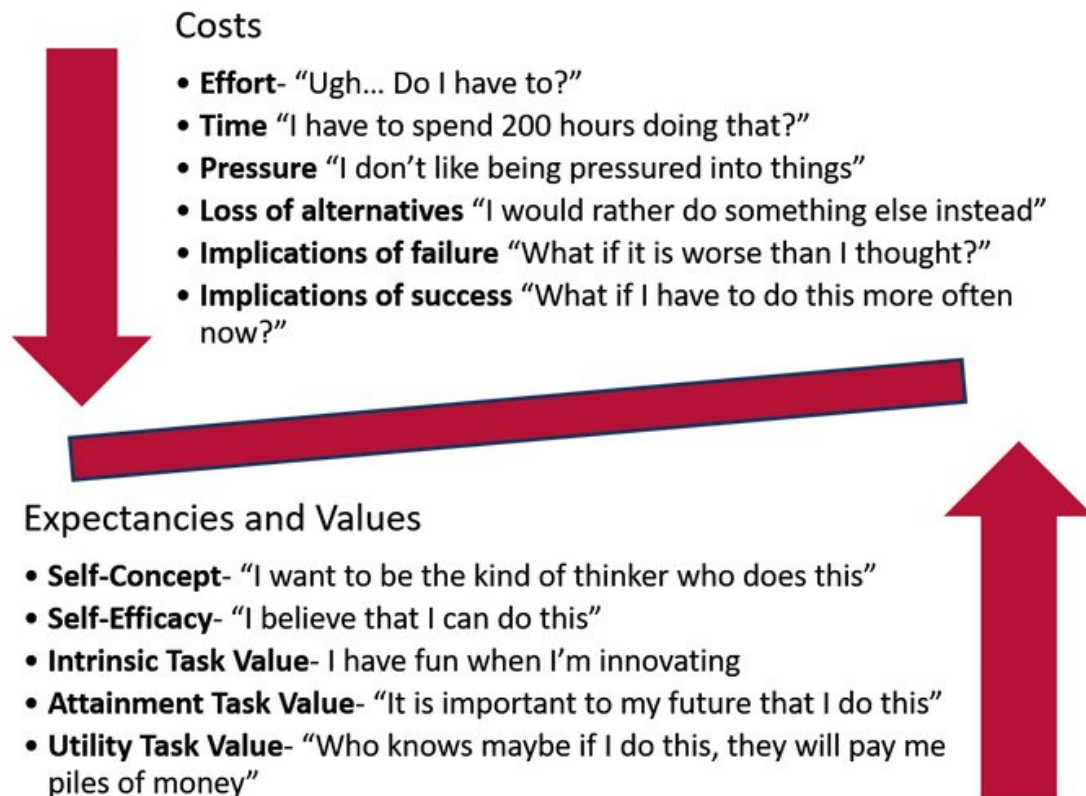 Costs
• Effort- “Ugh... Do I have to?”
• Time “I have to spend 200 hours doing that?”
• Pressure “I don’t like being pressured into things”
• Loss of alternatives “I would rather do something else instead”
• Implications of failure “What if it is worse than I thought?”
• Implications of success “What if I have to do this more often
now?”
Expectancies and Values
• Self-Concept- “I want to be the kind of thinker who does this”
• Self-Efficacy- “I believe that I can do this”
• Intrinsic Task Value- I have fun when I’m innovating
• Attainment Task Value- “It is important to my future that I do this”
• Utility Task Value- “Who knows maybe if I do this, they will pay me
piles of money”